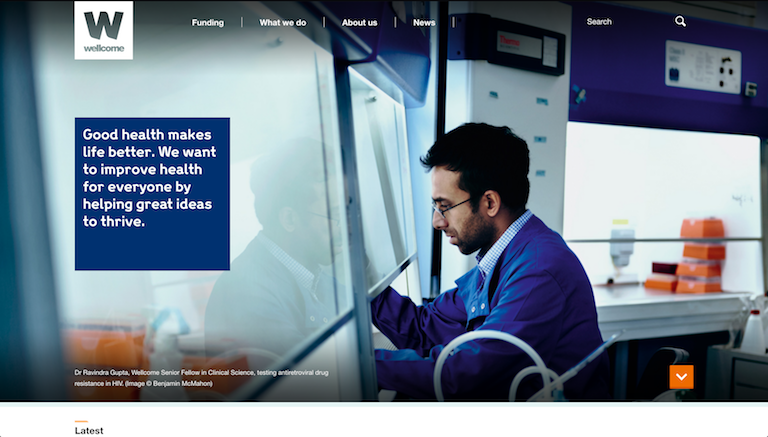 W
wellcome
Funding
What we do
About us
News
Search
Good health makes
life better. We want
to improve health
for everyone by
helping great ideas
to thrive.
Dr Ravindra Gupta, Wellcome Senior Fellow in Clinical Science, testing antiretroviral drug
resistance in HIV. (Image © Benjamin McMahon)
Latest